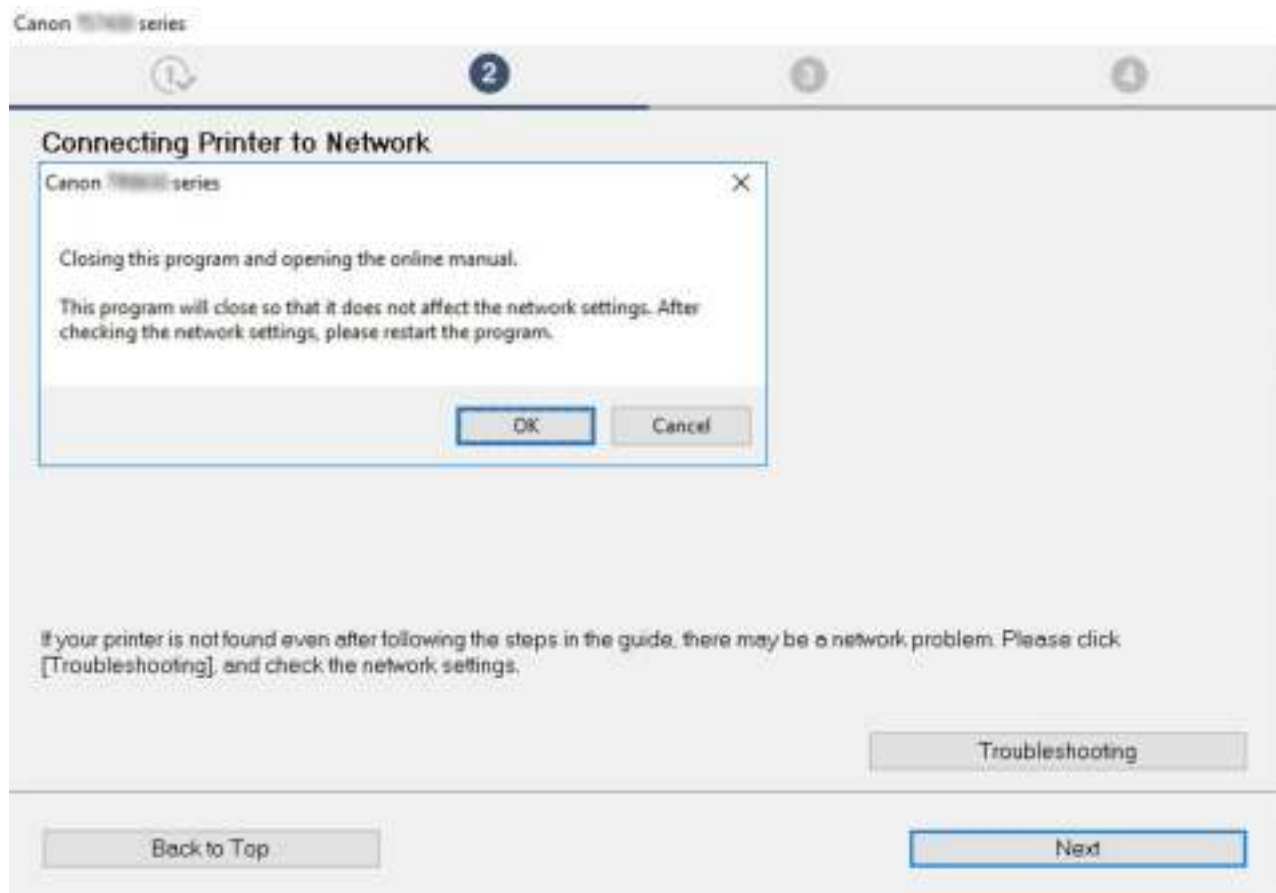 Canon series
1 2 3 4
Connecting Printer to Network
Canon series
Closing this program and opening the online manual.
This program will close so that it does not affect the network settings. After
checking the network settings, please restart the program.
OK Cancel
If your printer is not found even after following the steps in the guide, there may be a network problem. Please click
[Troubleshooting], and check the network settings.
Troubleshooting
Back to Top Next